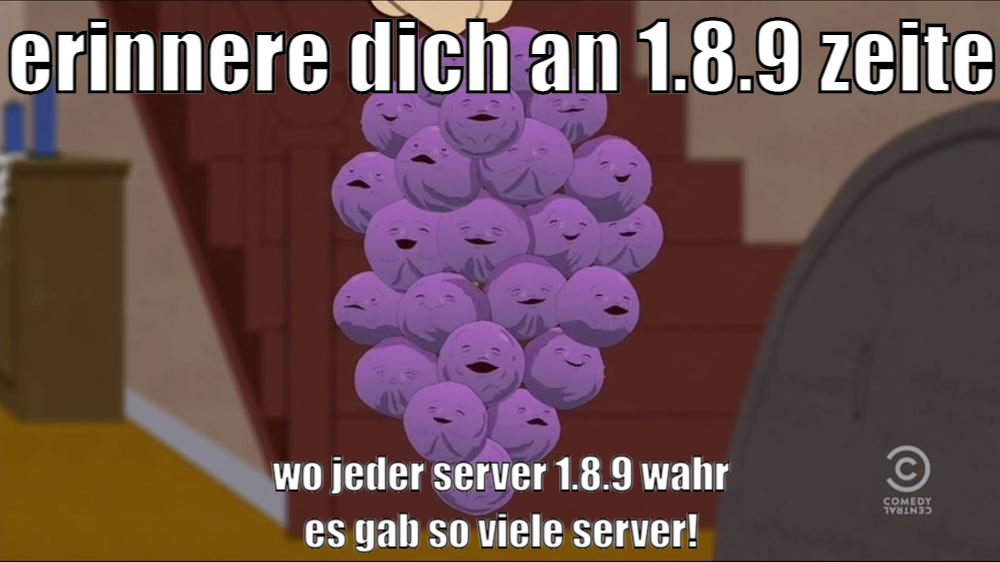 erinnere dich an 1.8.9 zeite
wo jeder server 1.8.9 wahr
es gab so viele server!
COMEDY
CENTRAL